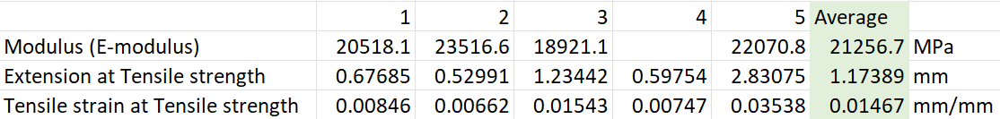 1 2 3 4 5 Average
Modulus (E-modulus) 20518.1 23516.6 18921.1 22070.8 21256.7 MPa
Extension at Tensile strength 0.67685 0.52991 1.23442 0.59754 2.83075 1.17389 mm
Tensile strain at Tensile strength 0.00846 0.00662 0.01543 0.00747 0.03538 0.01467 mm/mm